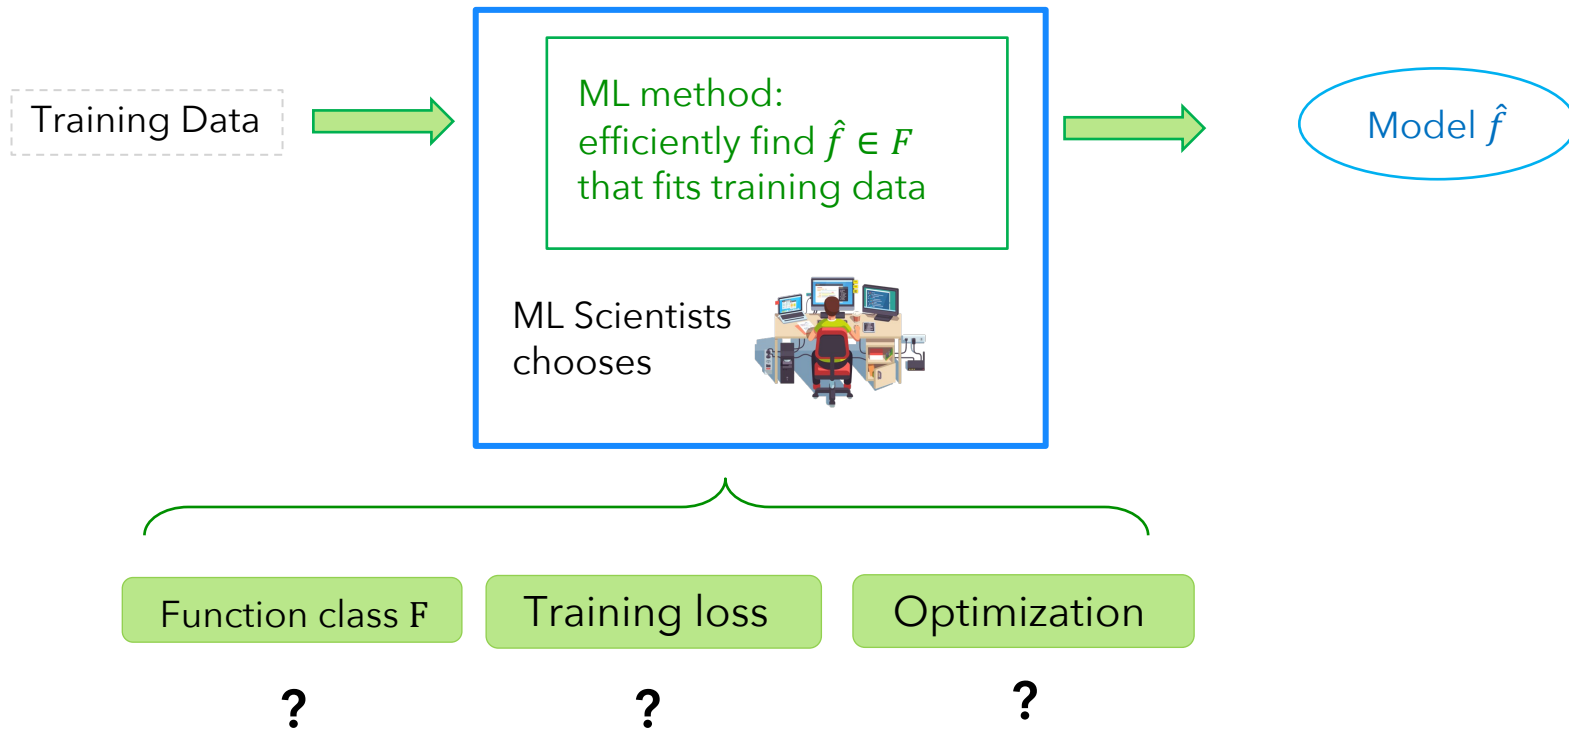 Training Data
ML method:
efficiently find f̂ ∈ F
that fits training data
Model f̂
ML Scientists
chooses
Function class F
Training loss
Optimization
?
?
?